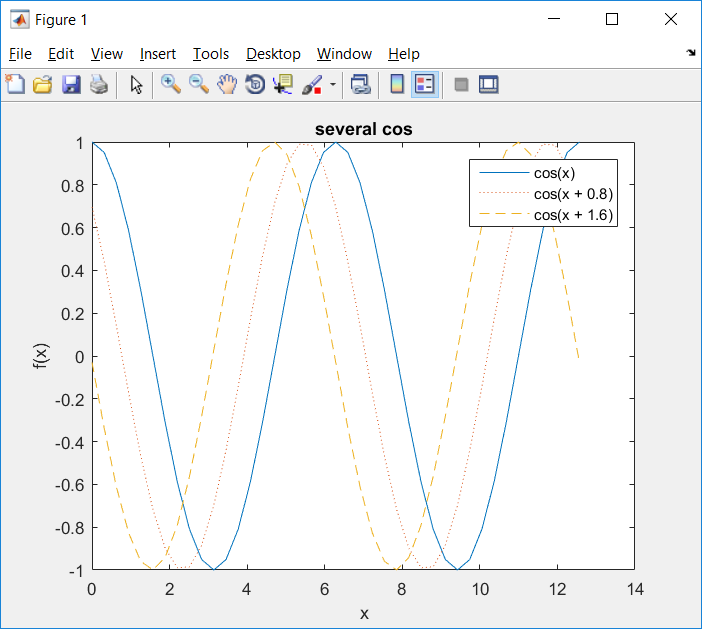 Figure 1
File Edit View Insert Tools Desktop Window Help
several cos
1
0.8
0.6
0.4
0.2
0
-0.2
-0.4
-0.6
-0.8
-1
f(x)
cos(x)
cos(x + 0.8)
cos(x + 1.6)
0 2 4 6 8 10 12 14
x